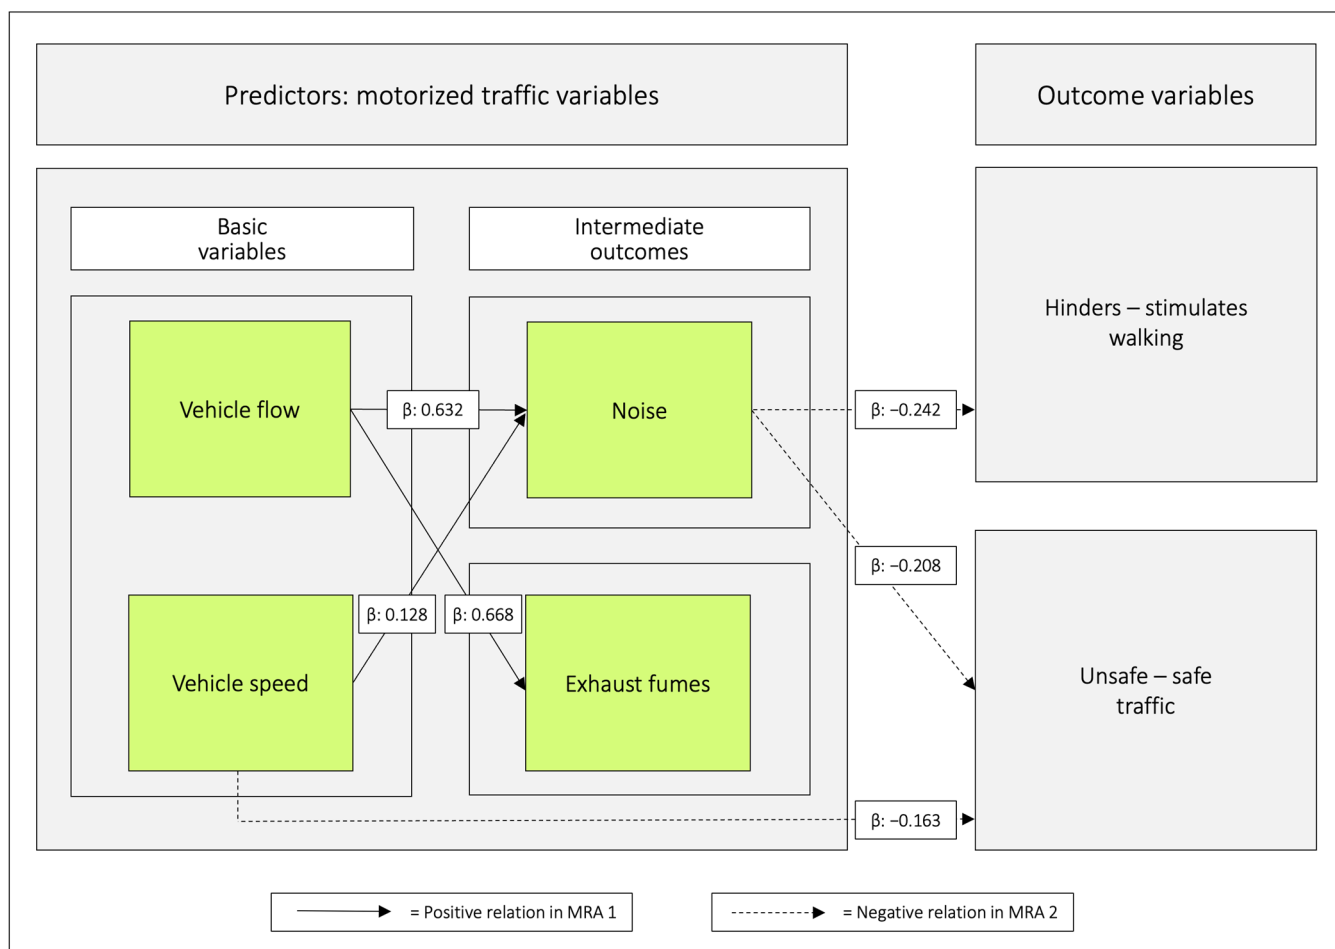 Predictors: motorized traffic variables
Outcome variables
Basic
variables
Intermediate
outcomes
Hinders – stimulates
walking
Vehicle flow
β: 0.632
Noise
β: −0.242
β: −0.208
β: 0.128
β: 0.668
Vehicle speed
Exhaust fumes
Unsafe – safe
traffic
β: −0.163
= Positive relation in MRA 1
= Negative relation in MRA 2